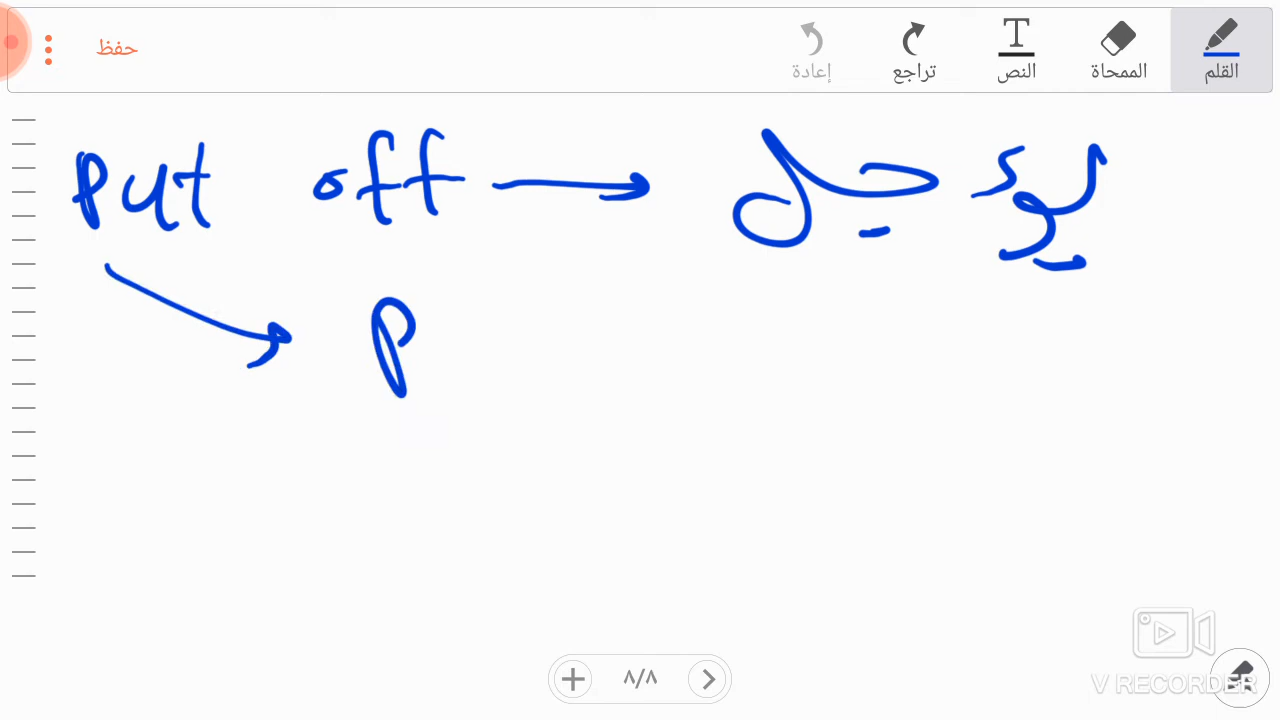 القلم الممحاة النص تراجع إعادة حفظ
put off → يؤجل
p
٨/٨
V RECORDER